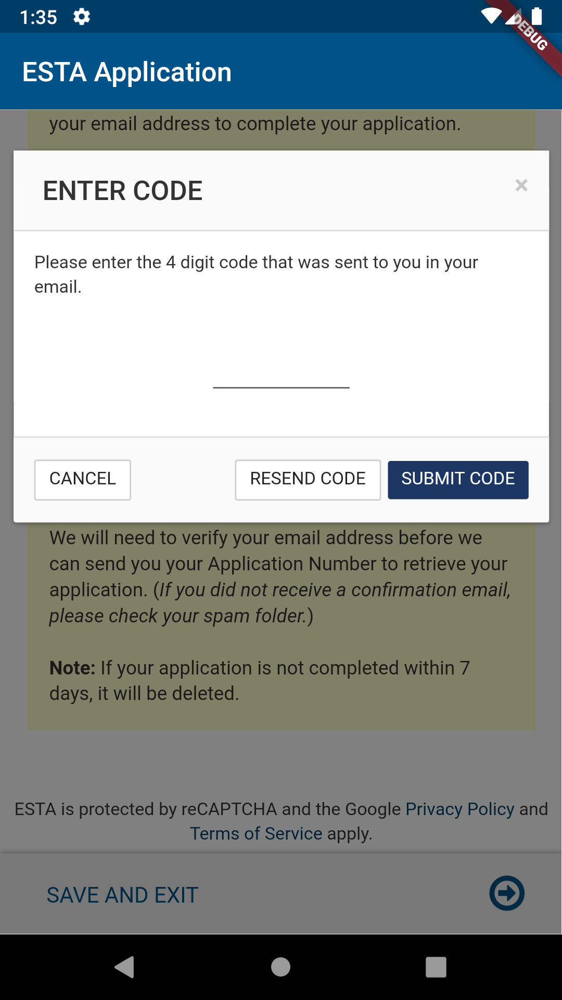 1:35
DEBUG
ESTA Application
your email address to complete your application.
ENTER CODE
×
Please enter the 4 digit code that was sent to you in your
email.
CANCEL
RESEND CODE
SUBMIT CODE
We will need to verify your email address before we
can send you your Application Number to retrieve your
application. (If you did not receive a confirmation email,
please check your spam folder.)
Note: If your application is not completed within 7
days, it will be deleted.
ESTA is protected by reCAPTCHA and the Google Privacy Policy and
Terms of Service apply.
SAVE AND EXIT